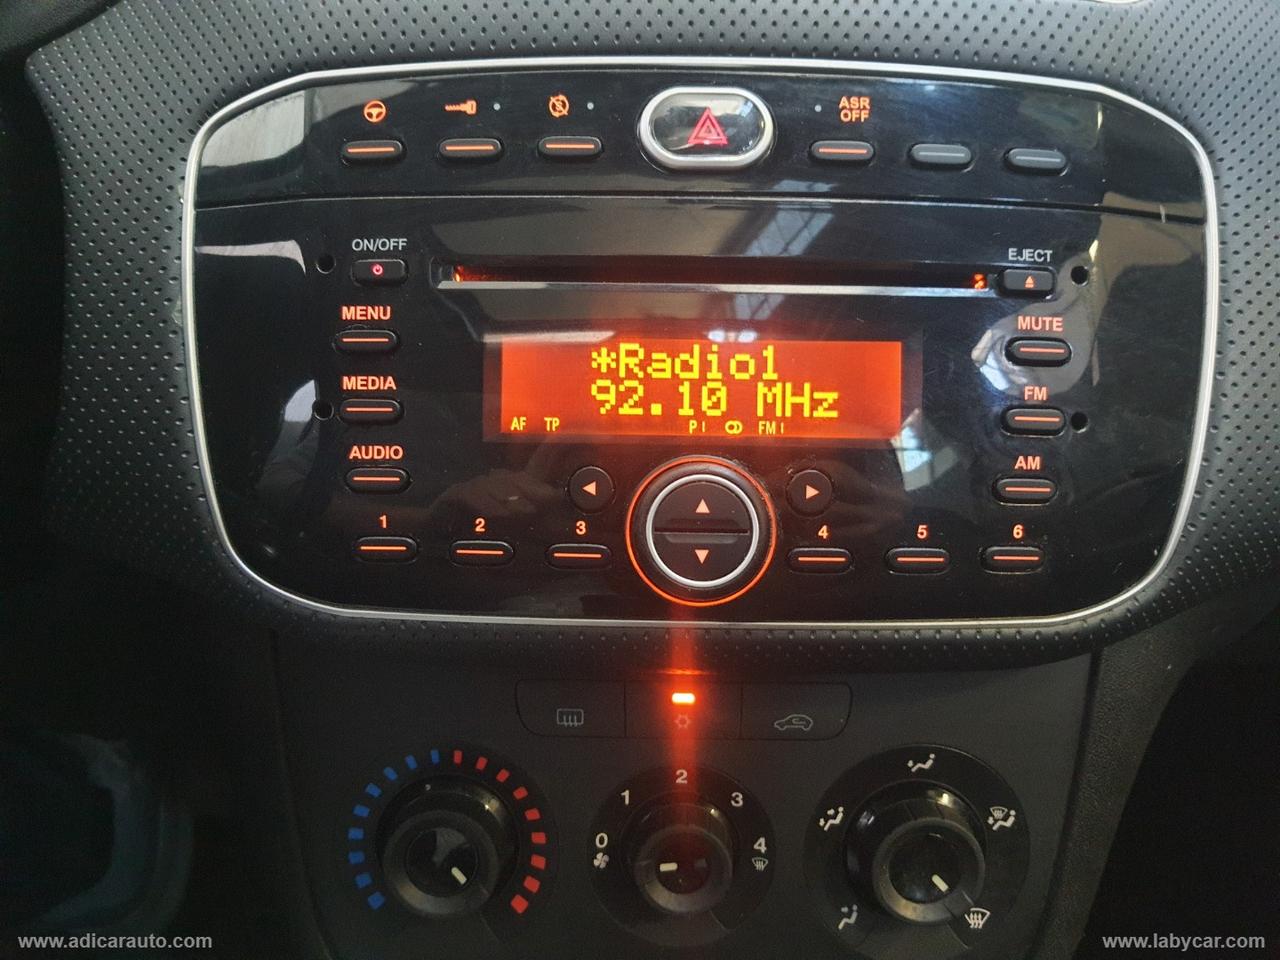 ASR
OFF
ON/OFF
EJECT
MENU
MUTE
*Radio1
MEDIA
92.10 MHz
FM
AF TP P1 FM1
AUDIO
AM
1 2 3 4 5 6
2
1 3
0 4
www.adicarauto.com
www.labycar.com